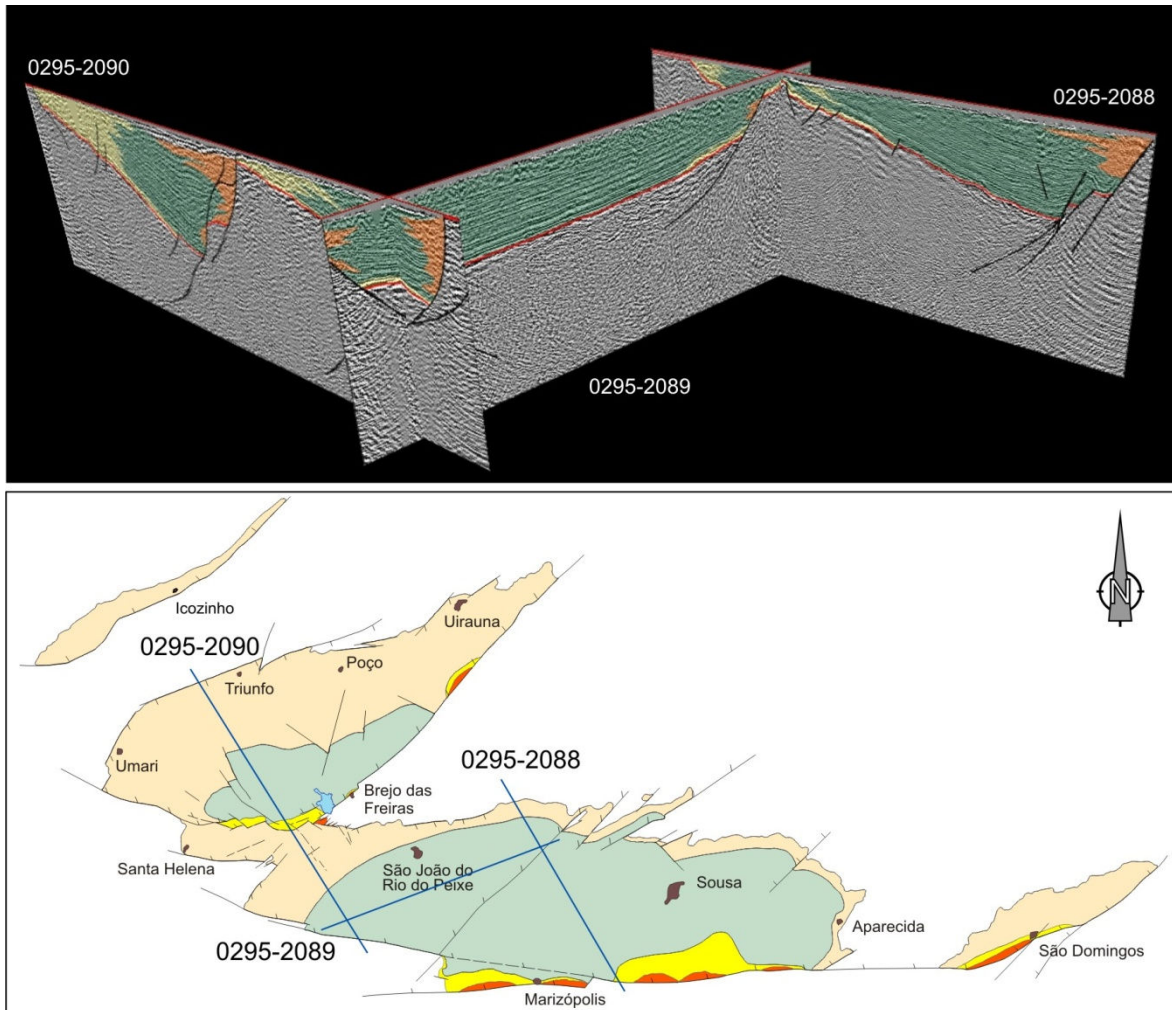 0295-2090
0295-2088
0295-2089
N
Icozinho
Uirauna
0295-2090
Poço
Triunfo
Umari
0295-2088
Brejo das
Freiras
Santa Helena
São João do
Rio do Peixe
Sousa
Aparecida
São Domingos
0295-2089
Marizópolis